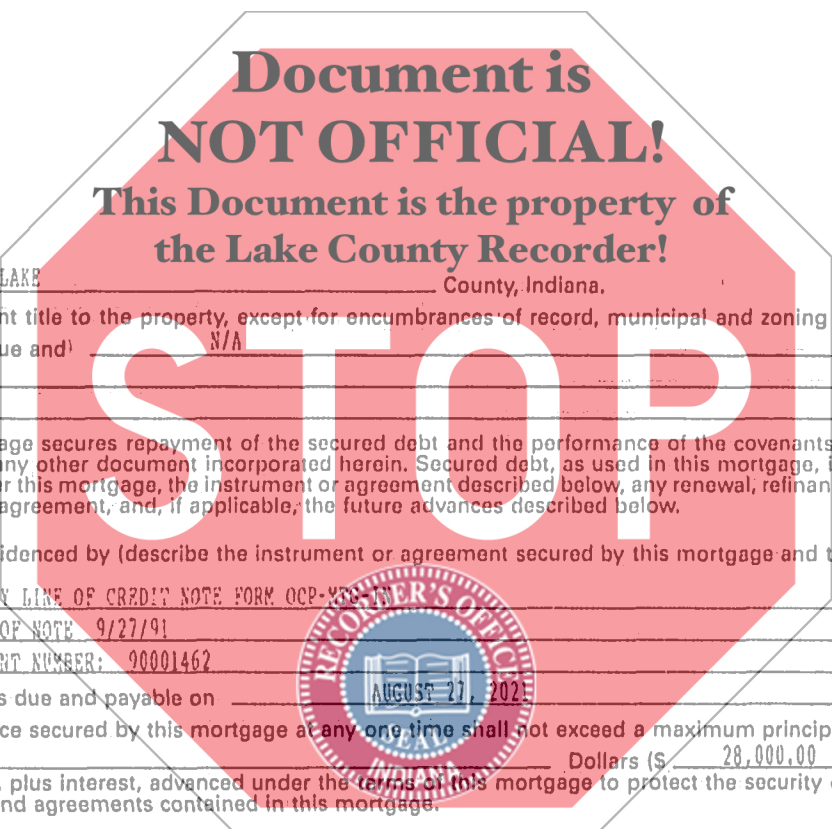 Document is
NOT OFFICIAL!
This Document is the property of
the Lake County Recorder!
LAKE County, Indiana.
nt title to the property, except for encumbrances of record, municipal and zoning
ue and N/A
STOP
age secures repayment of the secured debt and the performance of the covenants
ny other document incorporated herein. Secured debt, as used in this mortgage, i
r this mortgage, the instrument or agreement described below, any renewal, refinan
agreement, and, if applicable, the future advances described below.
idenced by (describe the instrument or agreement secured by this mortgage and t
Y LINE OF CREDIT NOTE FORM OCP-MTG-IN
OF NOTE 9/27/91
NT NUMBER: 90001462
s due and payable on AUGUST 27, 2021
ce secured by this mortgage at any one time shall not exceed a maximum princip
Dollars ($ 28,000.00
, plus interest, advanced under the terms of this mortgage to protect the security
nd agreements contained in this mortgage.
RECORDER'S OFFICE
SEAL
INDIANA